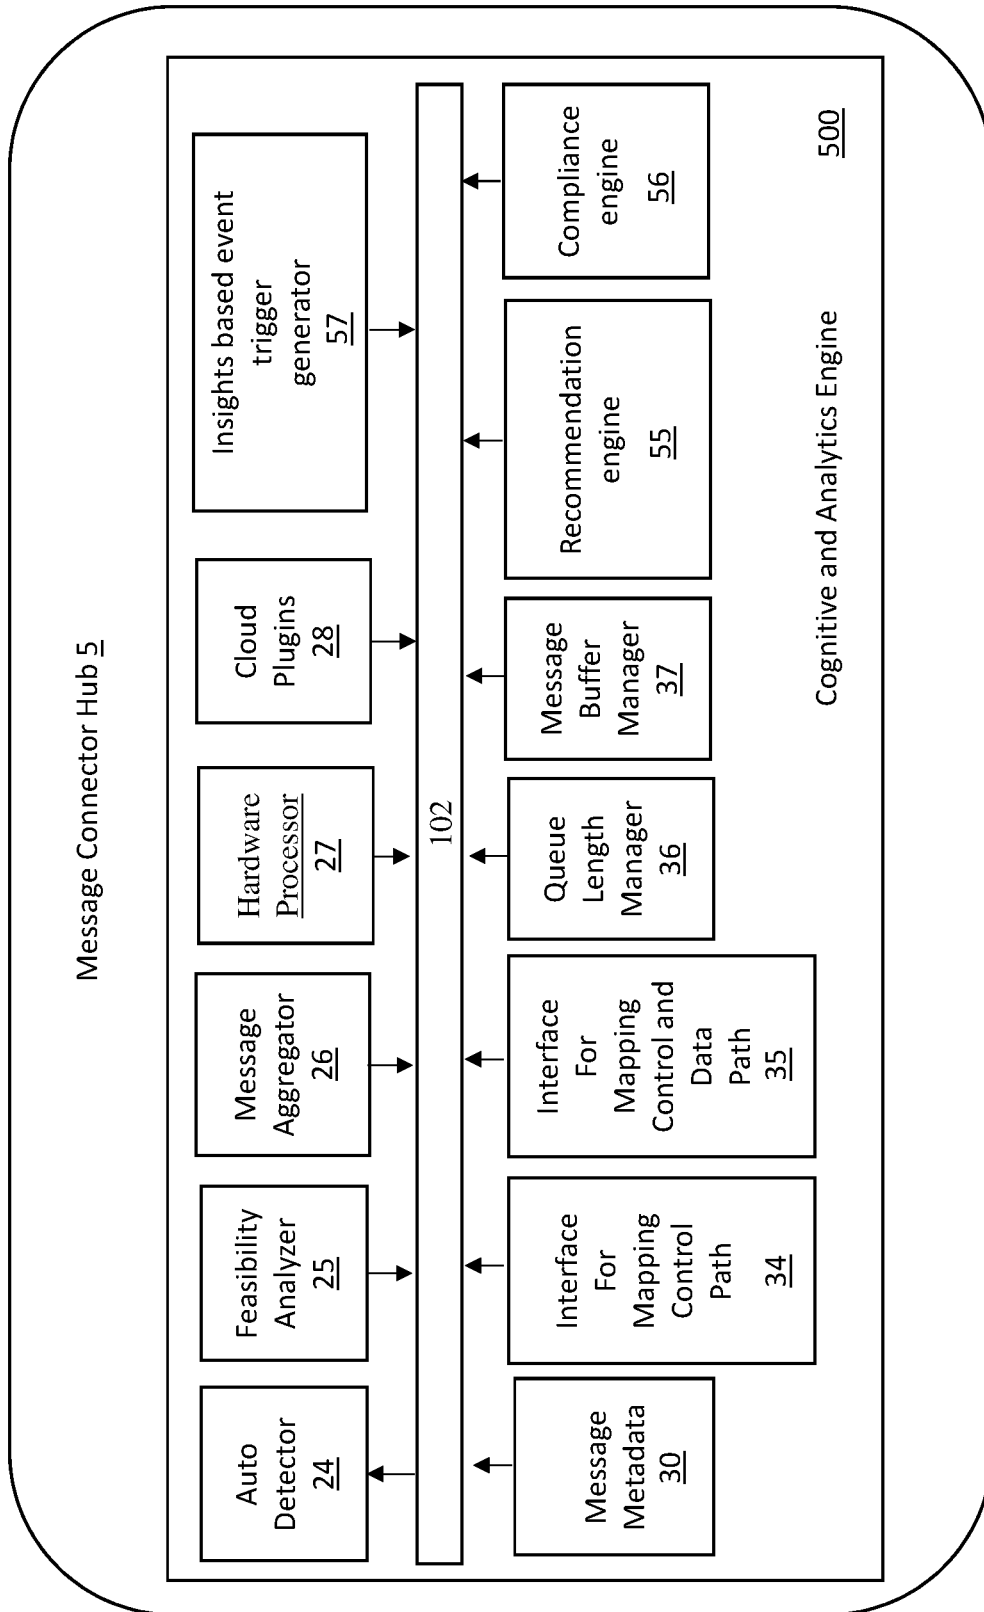 Message Connector Hub 5
Auto
Detector
24
Feasibility
Analyzer
25
Message
Aggregator
26
Hardware
Processor
27
Cloud
Plugins
28
Insights based event
trigger
generator
57
102
Message
Metadata
30
Interface
For
Mapping
Control
Path
34
Interface
For
Mapping
Control and
Data
Path
35
Queue
Length
Manager
36
Message
Buffer
Manager
37
Recommendation
engine
55
Compliance
engine
56
Cognitive and Analytics Engine
500